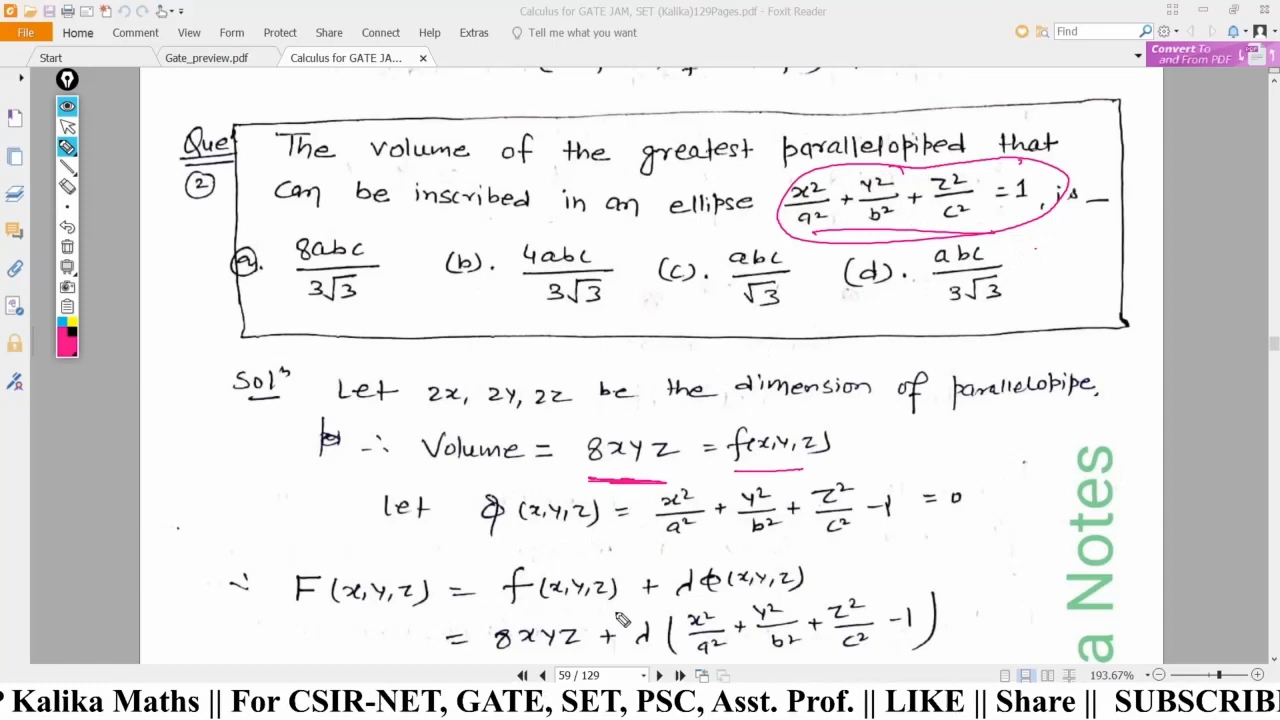 Calculus for GATE JAM, SET (Kalika)129Pages.pdf - Foxit Reader
File Home Comment View Form Protect Share Connect Help Extras Tell me what you want Find
Start Gate_preview.pdf Calculus for GATE JA... Convert To and From PDF
Que The volume of the greatest parallelopiped that
② can be inscribed in an ellipse x²/a² + y²/b² + z²/c² = 1, is _
(a). 8abc/3√3 (b). 4abc/3√3 (c). abc/√3 (d). abc/3√3
Solⁿ Let 2x, 2y, 2z be the dimension of parallelopipe.
∴ Volume = 8xyz = f(x,y,z)
let φ(x,y,z) = x²/a² + y²/b² + z²/c² -1 = 0
∴ F(x,y,z) = f(x,y,z) + λφ(x,y,z)
= 8xyz + λ(x²/a² + y²/b² + z²/c² -1)
a Notes
59 / 129 193.67%
P Kalika Maths || For CSIR-NET, GATE, SET, PSC, Asst. Prof. || LIKE || Share || SUBSCRIBE